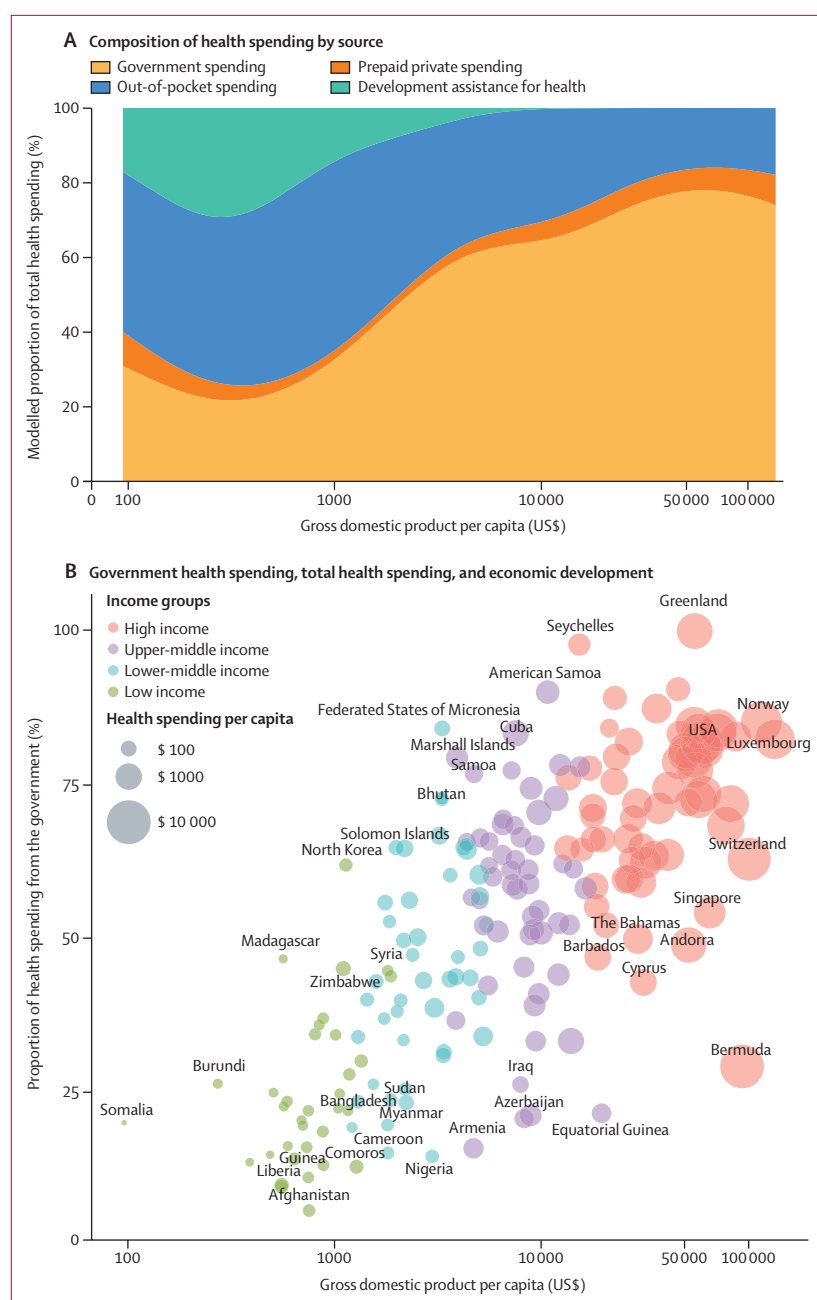 A Composition of health spending by source
Government spending Prepaid private spending
Out-of-pocket spending Development assistance for health
100
80
60
40
20
0
Modelled proportion of total health spending (%)
0 100 1000 10 000 50 000 100 000
Gross domestic product per capita (US$)
B Government health spending, total health spending, and economic development
Income groups
High income
Upper-middle income
Lower-middle income
Low income
Health spending per capita
$ 100
$ 1000
$ 10 000
Greenland
Seychelles
American Samoa
Norway
Federated States of Micronesia
Cuba
USA
Marshall Islands
Luxembourg
Samoa
Bhutan
Solomon Islands
Switzerland
North Korea
Singapore
The Bahamas
Madagascar
Andorra
Barbados
Syria
Cyprus
Zimbabwe
Bermuda
Burundi
Iraq
Sudan
Bangladesh
Azerbaijan
Somalia
Myanmar
Armenia
Equatorial Guinea
Cameroon
Comoros
Guinea
Liberia
Nigeria
Afghanistan
100
75
50
25
0
Proportion of health spending from the government (%)
100 1000 10 000 50 000 100 000
Gross domestic product per capita (US$)